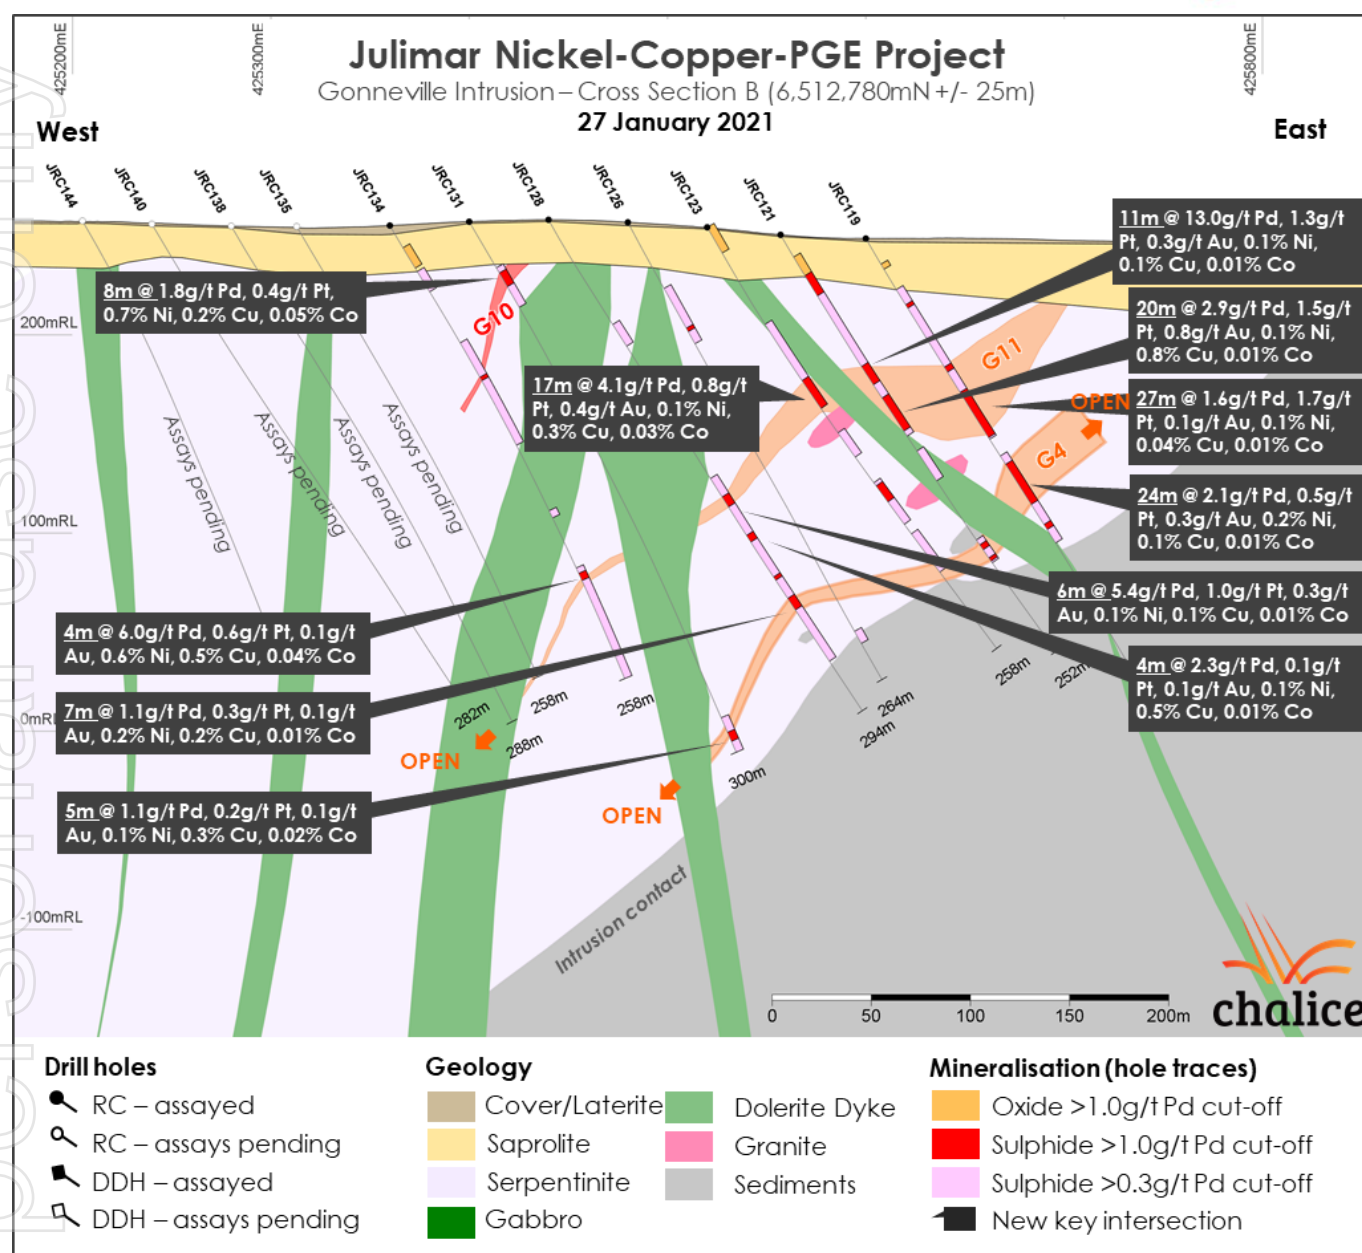 425200mE
425300mE
425800mE
Julimar Nickel-Copper-PGE Project
Gonneville Intrusion – Cross Section B (6,512,780mN +/- 25m)
27 January 2021
West
East
JRC144
JRC140
JRC138
JRC135
JRC134
JRC131
JRC128
JRC126
JRC123
JRC121
JRC119
11m @ 13.0g/t Pd, 1.3g/t
Pt, 0.3g/t Au, 0.1% Ni,
0.1% Cu, 0.01% Co
8m @ 1.8g/t Pd, 0.4g/t Pt,
0.7% Ni, 0.2% Cu, 0.05% Co
20m @ 2.9g/t Pd, 1.5g/t
Pt, 0.8g/t Au, 0.1% Ni,
0.8% Cu, 0.01% Co
200mRL
G10
G11
17m @ 4.1g/t Pd, 0.8g/t
Pt, 0.4g/t Au, 0.1% Ni,
0.3% Cu, 0.03% Co
OPEN
27m @ 1.6g/t Pd, 1.7g/t
Pt, 0.1g/t Au, 0.1% Ni,
0.04% Cu, 0.01% Co
Assays pending
Assays pending
Assays pending
Assays pending
G4
24m @ 2.1g/t Pd, 0.5g/t
Pt, 0.3g/t Au, 0.2% Ni,
0.1% Cu, 0.01% Co
100mRL
6m @ 5.4g/t Pd, 1.0g/t Pt, 0.3g/t
Au, 0.1% Ni, 0.1% Cu, 0.01% Co
4m @ 6.0g/t Pd, 0.6g/t Pt, 0.1g/t
Au, 0.6% Ni, 0.5% Cu, 0.04% Co
4m @ 2.3g/t Pd, 0.1g/t
Pt, 0.1g/t Au, 0.1% Ni,
0.5% Cu, 0.01% Co
7m @ 1.1g/t Pd, 0.3g/t Pt, 0.1g/t
Au, 0.2% Ni, 0.2% Cu, 0.01% Co
0mRL
282m
258m
288m
258m
300m
294m
264m
258m
252m
OPEN
OPEN
5m @ 1.1g/t Pd, 0.2g/t Pt, 0.1g/t
Au, 0.1% Ni, 0.3% Cu, 0.02% Co
-100mRL
Intrusion contact
0 50 100 150 200m
chalice
Drill holes
RC – assayed
RC – assays pending
DDH – assayed
DDH – assays pending
Geology
Cover/Laterite
Saprolite
Serpentinite
Gabbro
Dolerite Dyke
Granite
Sediments
Mineralisation (hole traces)
Oxide >1.0g/t Pd cut-off
Sulphide >1.0g/t Pd cut-off
Sulphide >0.3g/t Pd cut-off
New key intersection